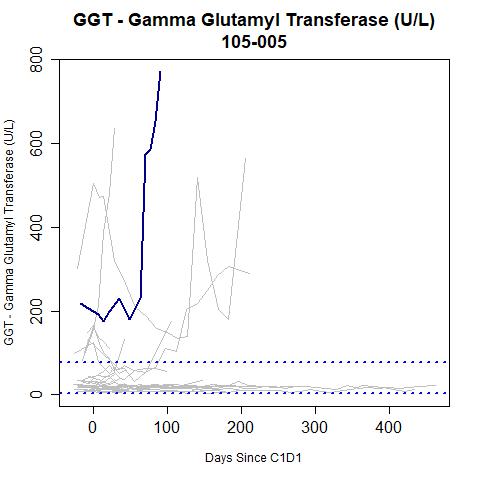 GGT - Gamma Glutamyl Transferase (U/L)
105-005
GGT - Gamma Glutamyl Transferase (U/L)
800
600
400
200
0
0 100 200 300 400
Days Since C1D1